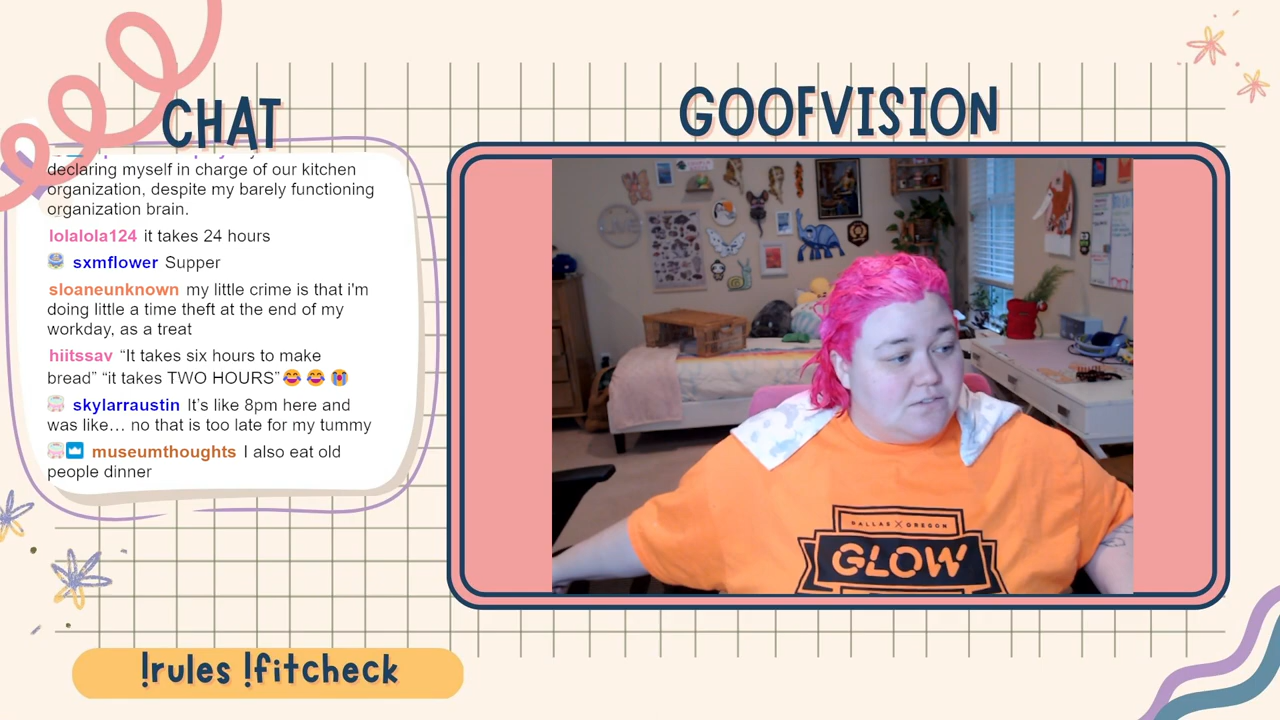 CHAT
GOOFVISION
declaring myself in charge of our kitchen
organization, despite my barely functioning
organization brain.
lolalola124 it takes 24 hours
sxmflower Supper
sloaneunknown my little crime is that i'm
doing little a time theft at the end of my
workday, as a treat
hiitssav “It takes six hours to make
bread” “it takes TWO HOURS”😂 😂 😭
skylarraustin It’s like 8pm here and
was like… no that is too late for my tummy
museumthoughts I also eat old
people dinner
DALLAS X OREGON
GLOW
!rules !fitcheck